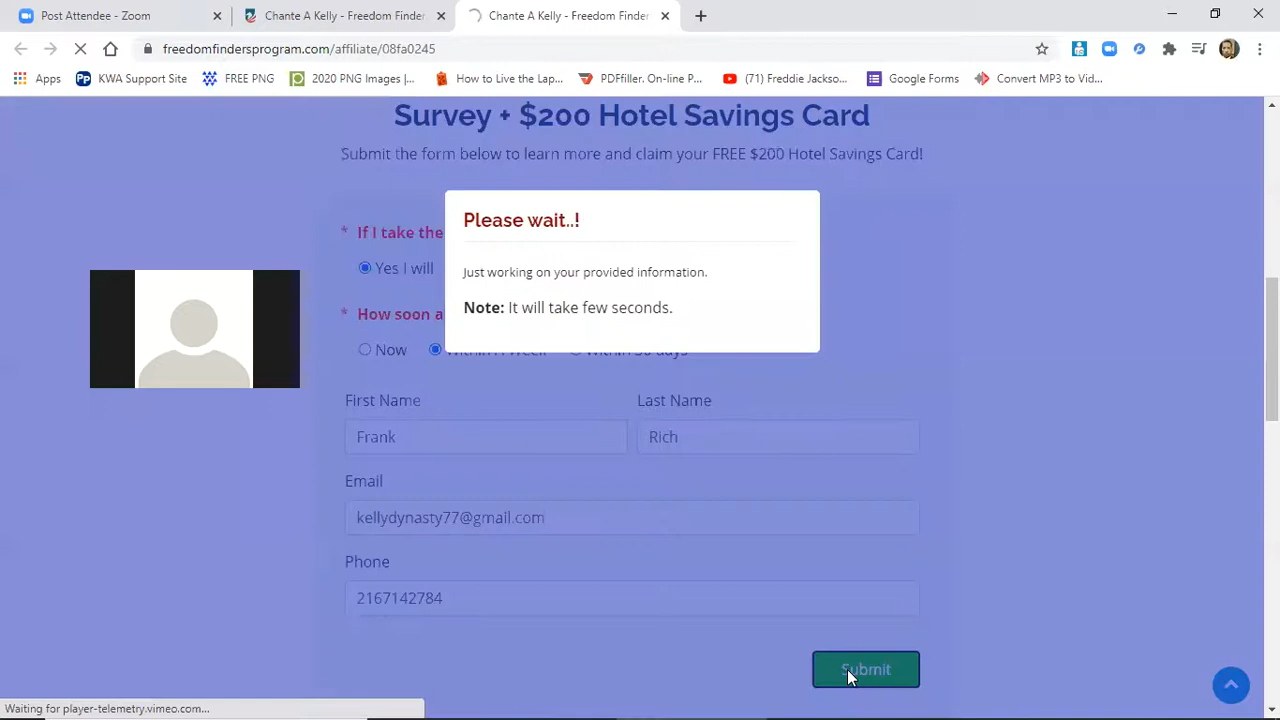 Post Attendee - Zoom
Chante A Kelly - Freedom Finder
Chante A Kelly - Freedom Finder
freedomfindersprogram.com/affiliate/08fa0245
Apps
KWA Support Site
FREE PNG
2020 PNG Images |...
How to Live the Lap...
PDFfiller. On-line P...
(71) Freddie Jackso...
Google Forms
Convert MP3 to Vid...
Survey + $200 Hotel Savings Card
Submit the form below to learn more and claim your FREE $200 Hotel Savings Card!
Please wait..!
Just working on your provided information.
Note: It will take few seconds.
* If I take the
Yes I will
* How soon a
Now
Within A Week
Within 30 days
First Name
Last Name
Frank
Rich
Email
kellydynasty77@gmail.com
Phone
2167142784
Submit
Waiting for player-telemetry.vimeo.com...